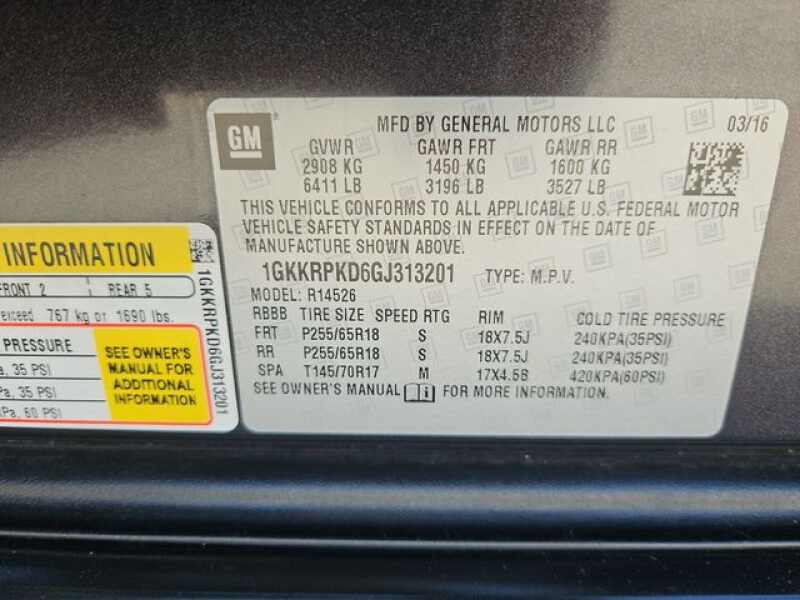 GM
MFD BY GENERAL MOTORS LLC 03/16
GVWR GAWR FRT GAWR RR
2908 KG 1450 KG 1600 KG
6411 LB 3196 LB 3527 LB
THIS VEHICLE CONFORMS TO ALL APPLICABLE U.S. FEDERAL MOTOR
VEHICLE SAFETY STANDARDS IN EFFECT ON THE DATE OF
MANUFACTURE SHOWN ABOVE.
1GKKRPKD6GJ313201 TYPE: M.P.V.
MODEL: R14526
RBBB TIRE SIZE SPEED RTG RIM COLD TIRE PRESSURE
FRT P255/65R18 S 18X7.5J 240KPA(35PSI)
RR P255/65R18 S 18X7.5J 240KPA(35PSI)
SPA T145/70R17 M 17X4.5B 420KPA(60PSI)
SEE OWNER'S MANUAL i FOR MORE INFORMATION.
INFORMATION
FRONT 2 REAR 5
exceed 767 kg or 1690 lbs.
PRESSURE
a, 35 PSI
Pa, 35 PSI
kPa, 60 PSI
SEE OWNER'S
MANUAL FOR
ADDITIONAL
INFORMATION
1GKKRPKD6GJ313201